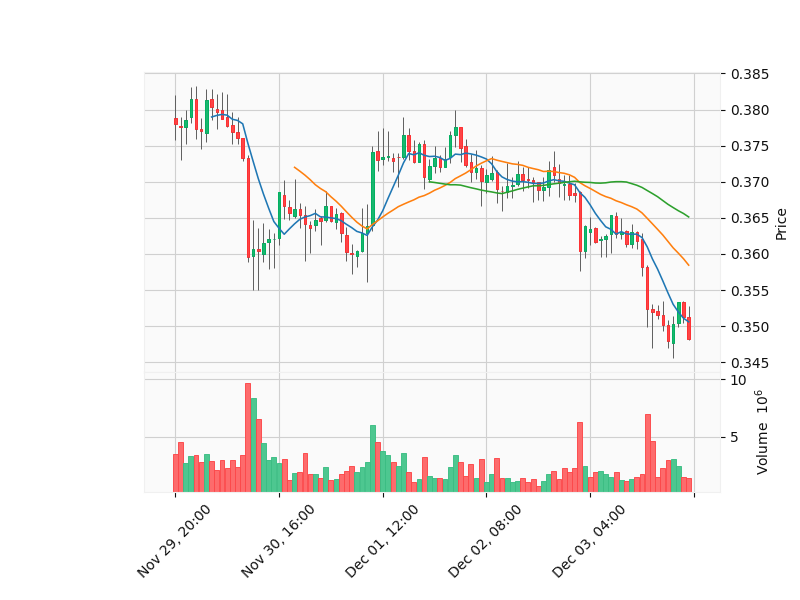 0.385
0.380
0.375
0.370
0.365
0.360
0.355
0.350
0.345
Price
10
5
Volume 10⁶
Nov 29, 20:00
Nov 30, 16:00
Dec 01, 12:00
Dec 02, 08:00
Dec 03, 04:00